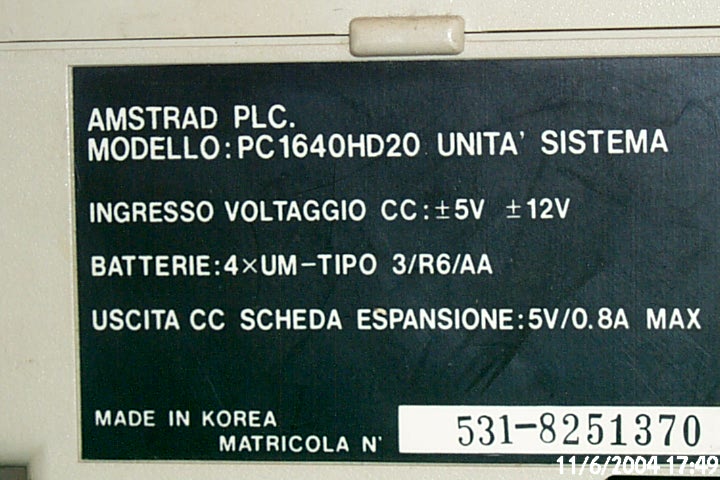 AMSTRAD PLC.
MODELLO:PC1640HD20 UNITA' SISTEMA
INGRESSO VOLTAGGIO CC:±5V ±12V
BATTERIE:4×UM-TIPO 3/R6/AA
USCITA CC SCHEDA ESPANSIONE:5V/0.8A MAX
MADE IN KOREA
MATRICOLA N' 531-8251370
11/6/2004 17:49